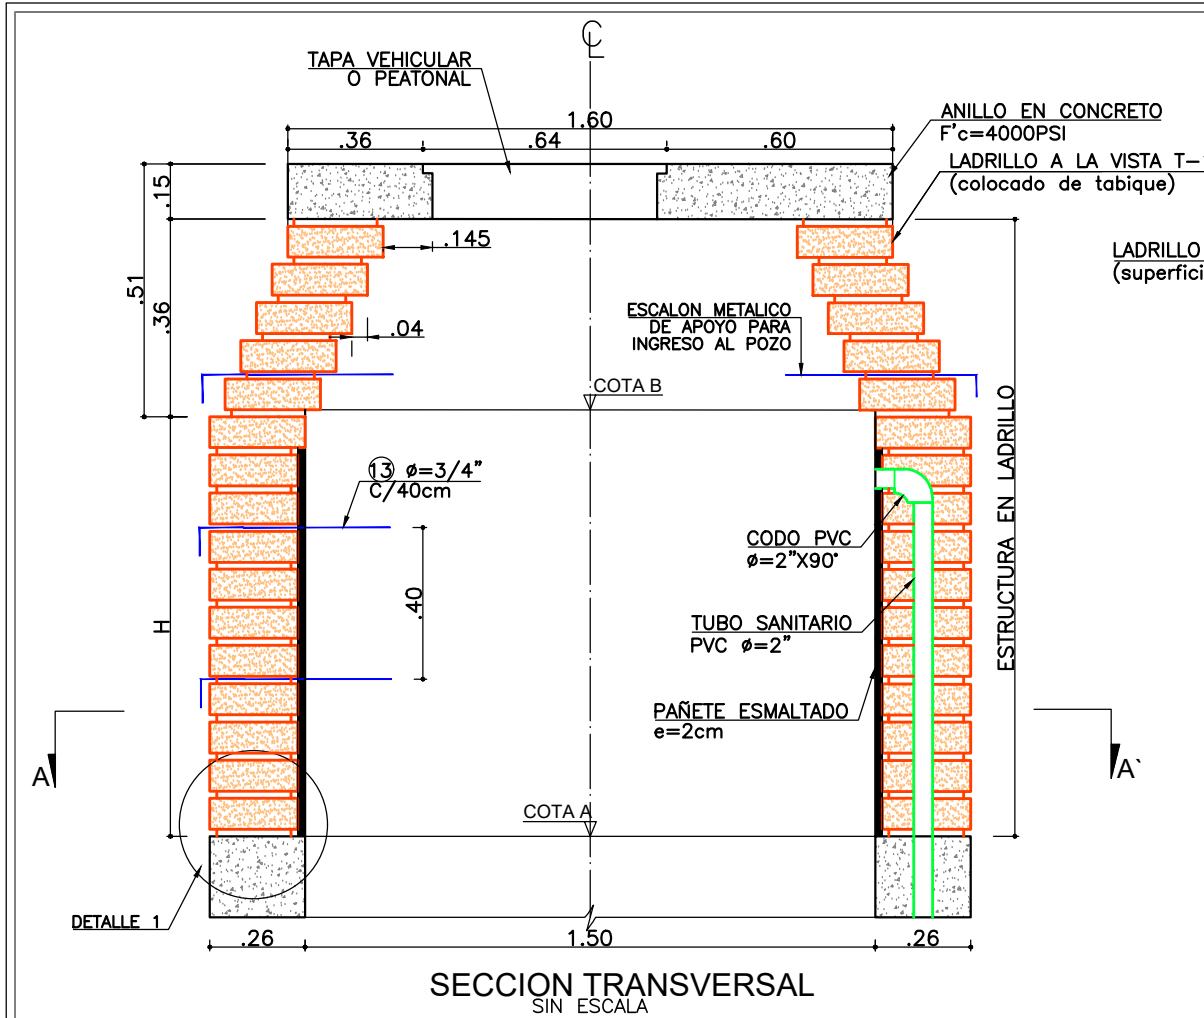 ℄
TAPA VEHICULAR
O PEATONAL
1.60
.36
.64
.60
ANILLO EN CONCRETO
F'c=4000PSI
LADRILLO A LA VISTA T-
(colocado de tabique)
.15
.145
LADRILLO
(superfici
.51
.36
ESCALON METALICO
DE APOYO PARA
INGRESO AL POZO
.04
COTA B
ESTRUCTURA EN LADRILLO
13 ø=3/4"
C/40cm
CODO PVC
ø=2"X90°
.40
H
TUBO SANITARIO
PVC ø=2"
PAÑETE ESMALTADO
e=2cm
A
A`
COTA A
DETALLE 1
.26
1.50
.26
SECCION TRANSVERSAL
SIN ESCALA